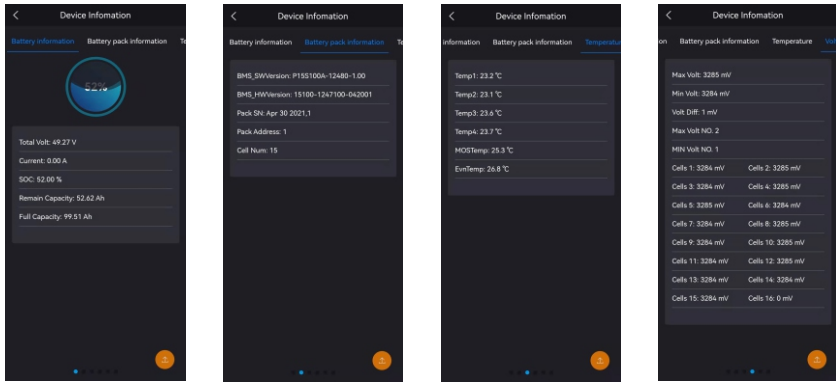 Device Infomation
Battery information Battery pack information Te
52%
Total Volt: 49.27 V
Current: 0.00 A
SOC: 52.00 %
Remain Capacity: 52.62 Ah
Full Capacity: 99.51 Ah
Device Infomation
Battery information Battery pack information Te
BMS_SWVersion: P15S100A-12480-1.00
BMS_HWVersion: 15100-1247100-042001
Pack SN: Apr 30 2021,1
Pack Address: 1
Cell Num: 15
Device Infomation
information Battery pack information Temperatu
Temp1: 23.2 ℃
Temp2: 23.1 ℃
Temp3: 23.6 ℃
Temp4: 23.7 ℃
MOSTemp: 25.3 ℃
EvnTemp: 26.8 ℃
Device Infomation
on Battery pack information Temperature Vol
Max Volt: 3285 mV
Min Volt: 3284 mV
Volt Diff: 1 mV
Max Volt NO. 2
MIN Volt NO. 1
Cells 1: 3284 mV Cells 2: 3285 mV
Cells 3: 3284 mV Cells 4: 3285 mV
Cells 5: 3285 mV Cells 6: 3284 mV
Cells 7: 3284 mV Cells 8: 3285 mV
Cells 9: 3284 mV Cells 10: 3285 mV
Cells 11: 3284 mV Cells 12: 3285 mV
Cells 13: 3284 mV Cells 14: 3284 mV
Cells 15: 3284 mV Cells 16: 0 mV